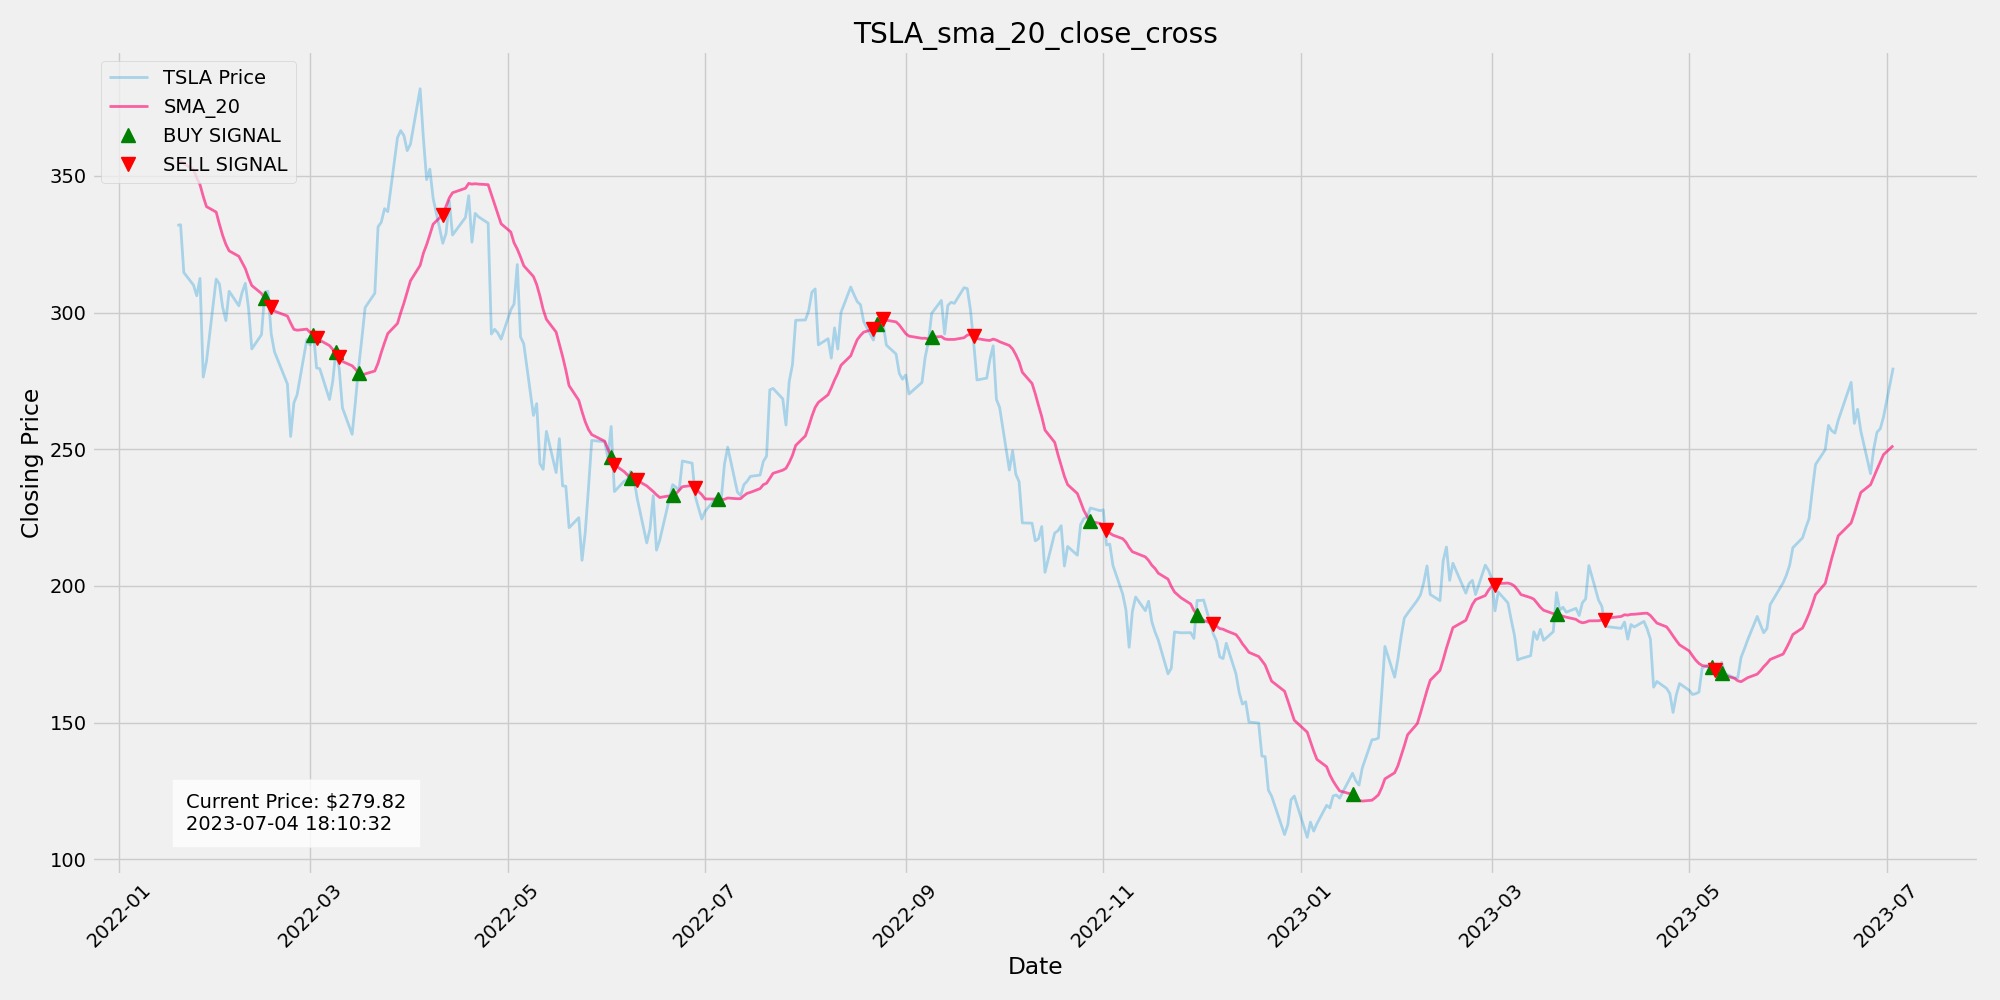 TSLA_sma_20_close_cross
TSLA Price
SMA_20
BUY SIGNAL
SELL SIGNAL
Closing Price
350
300
250
200
150
100
Current Price: $279.82
2023-07-04 18:10:32
2022-01
2022-03
2022-05
2022-07
2022-09
2022-11
2023-01
2023-03
2023-05
2023-07
Date